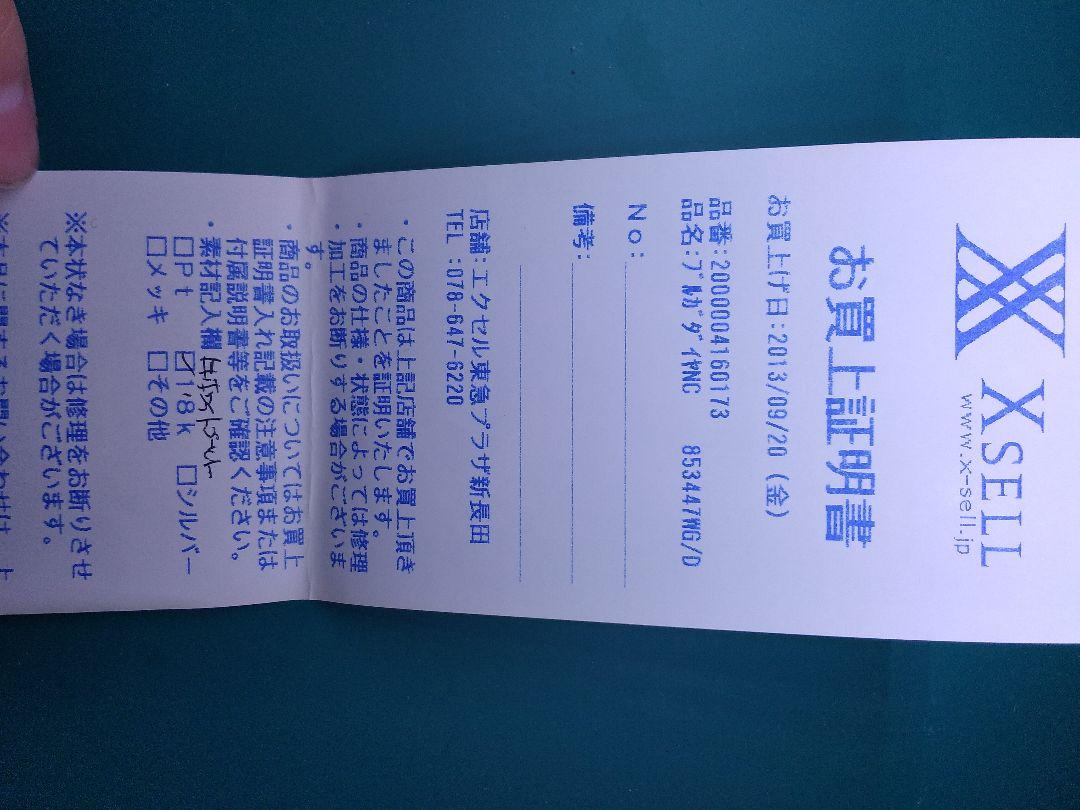 XSELL
www.x-sell.jp
お買上証明書
お買上げ日:2013/09/20 (金)
品番:2000004160173
品名:ブルガダイヤNC 853447WG/D
No:
備考:
店舗:エクセル東急プラザ新長田
TEL:078-647-6220
・この商品は上記店舗でお買上頂き
ましたことを証明いたします。
・商品の仕様・状態によっては修理
加工をお断りする場合がございま
す。
・商品のお取扱いについてはお買上
証明書入れ記載の注意事項または
付属説明書等をご確認ください。
・素材記入欄
□Pt ☑18k □シルバー
□メッキ □その他
※本状なき場合は修理をお断りさせ
ていただく場合がございます。